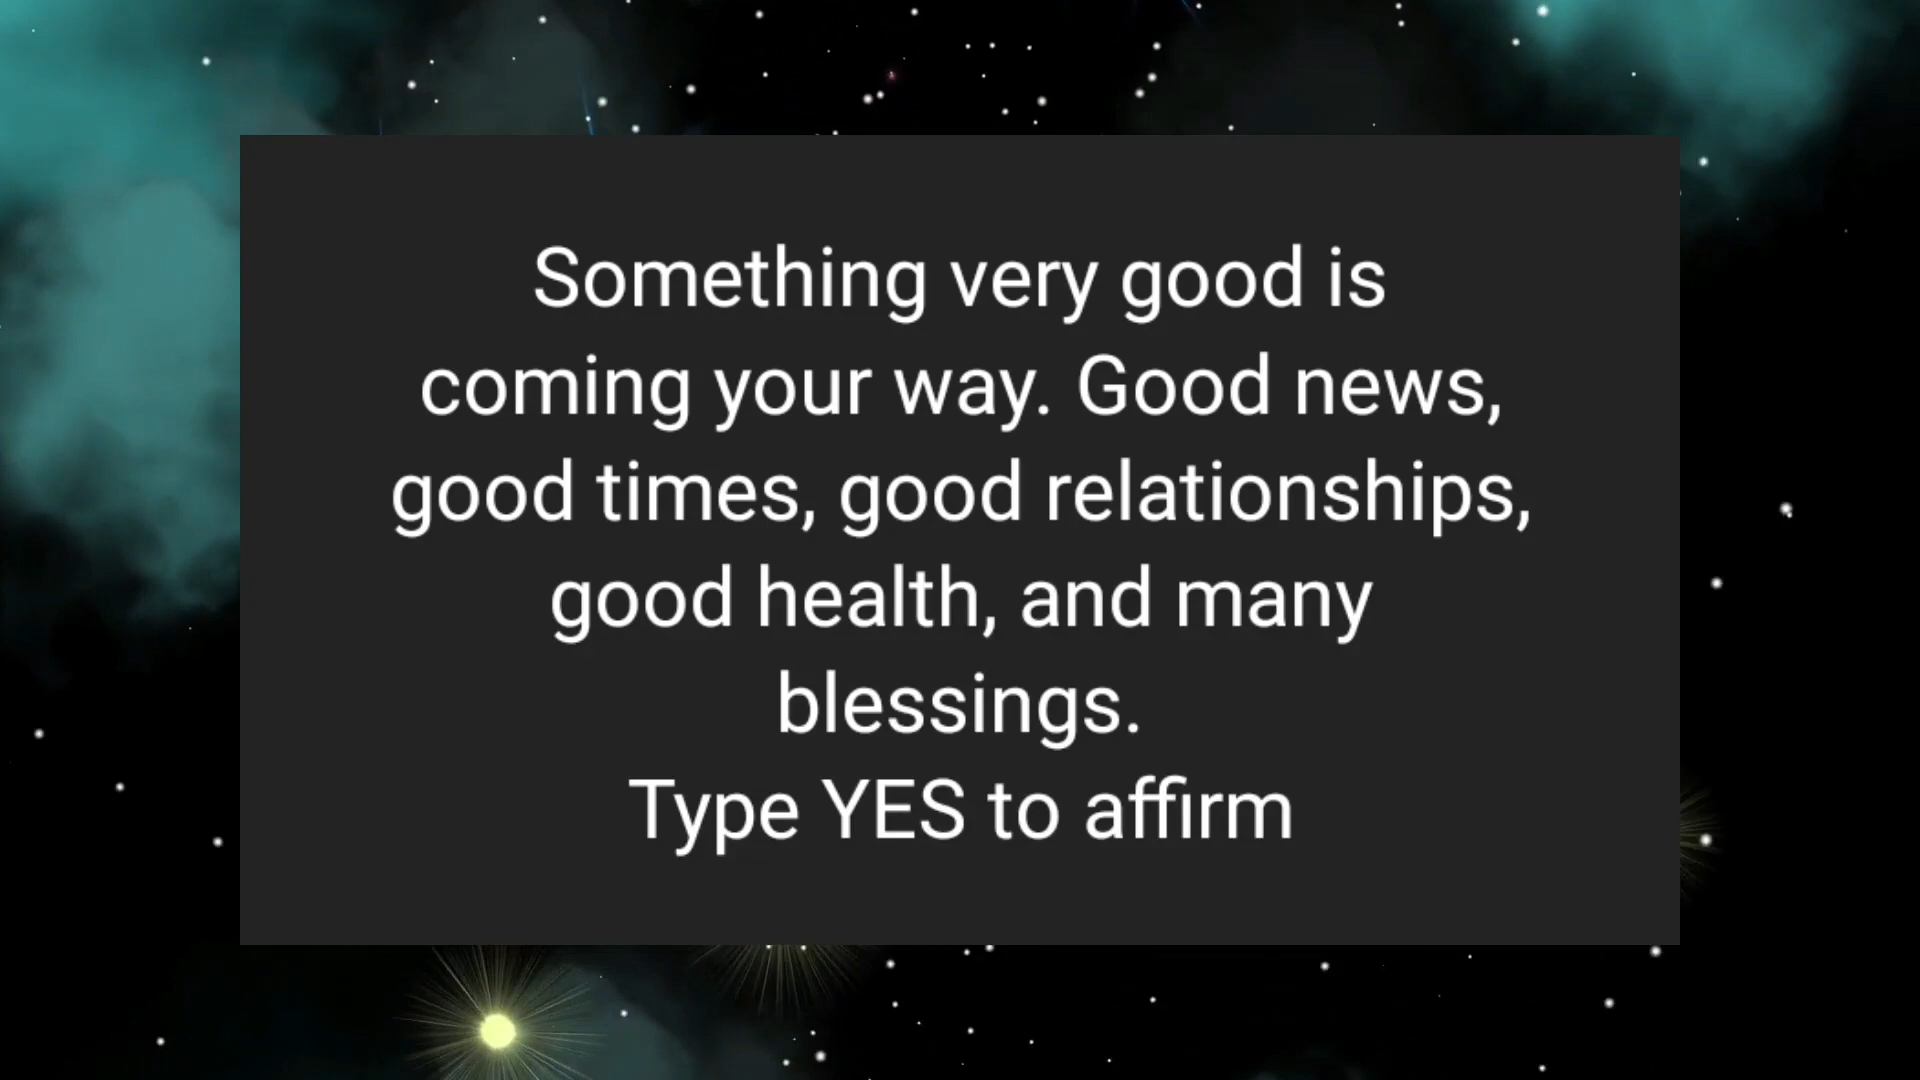 Something very good is
coming your way. Good news,
good times, good relationships,
good health, and many
blessings.
Type YES to affirm